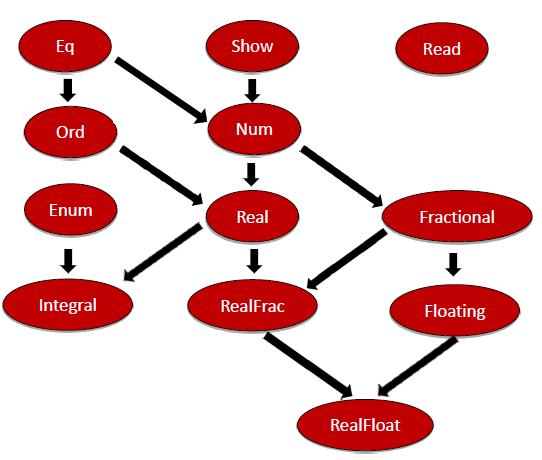 Eq
Show
Read
Ord
Num
Enum
Real
Fractional
Integral
RealFrac
Floating
RealFloat